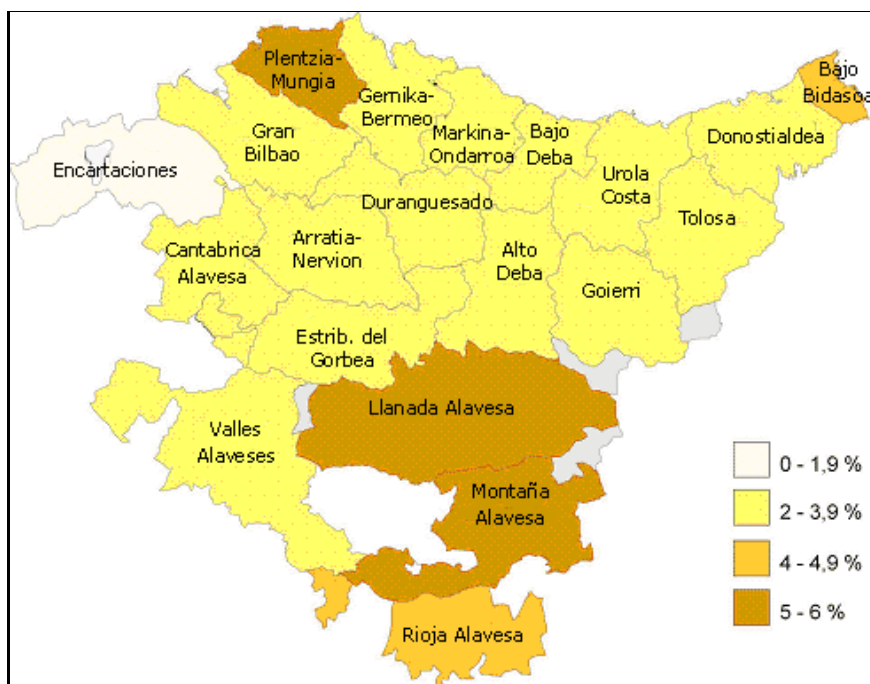 Plentzia-
Mungia
Bajo
Bidasoa
Gernika-
Bermeo
Gran
Bilbao
Markina-
Ondarroa
Bajo
Deba
Donostialdea
Encartaciones
Urola
Costa
Duranguesado
Tolosa
Cantabrica
Alavesa
Arratia-
Nervion
Alto
Deba
Goierri
Estrib. del
Gorbea
Llanada Alavesa
Valles
Alaveses
Montaña
Alavesa
Rioja Alavesa
0 - 1,9 %
2 - 3,9 %
4 - 4,9 %
5 - 6 %